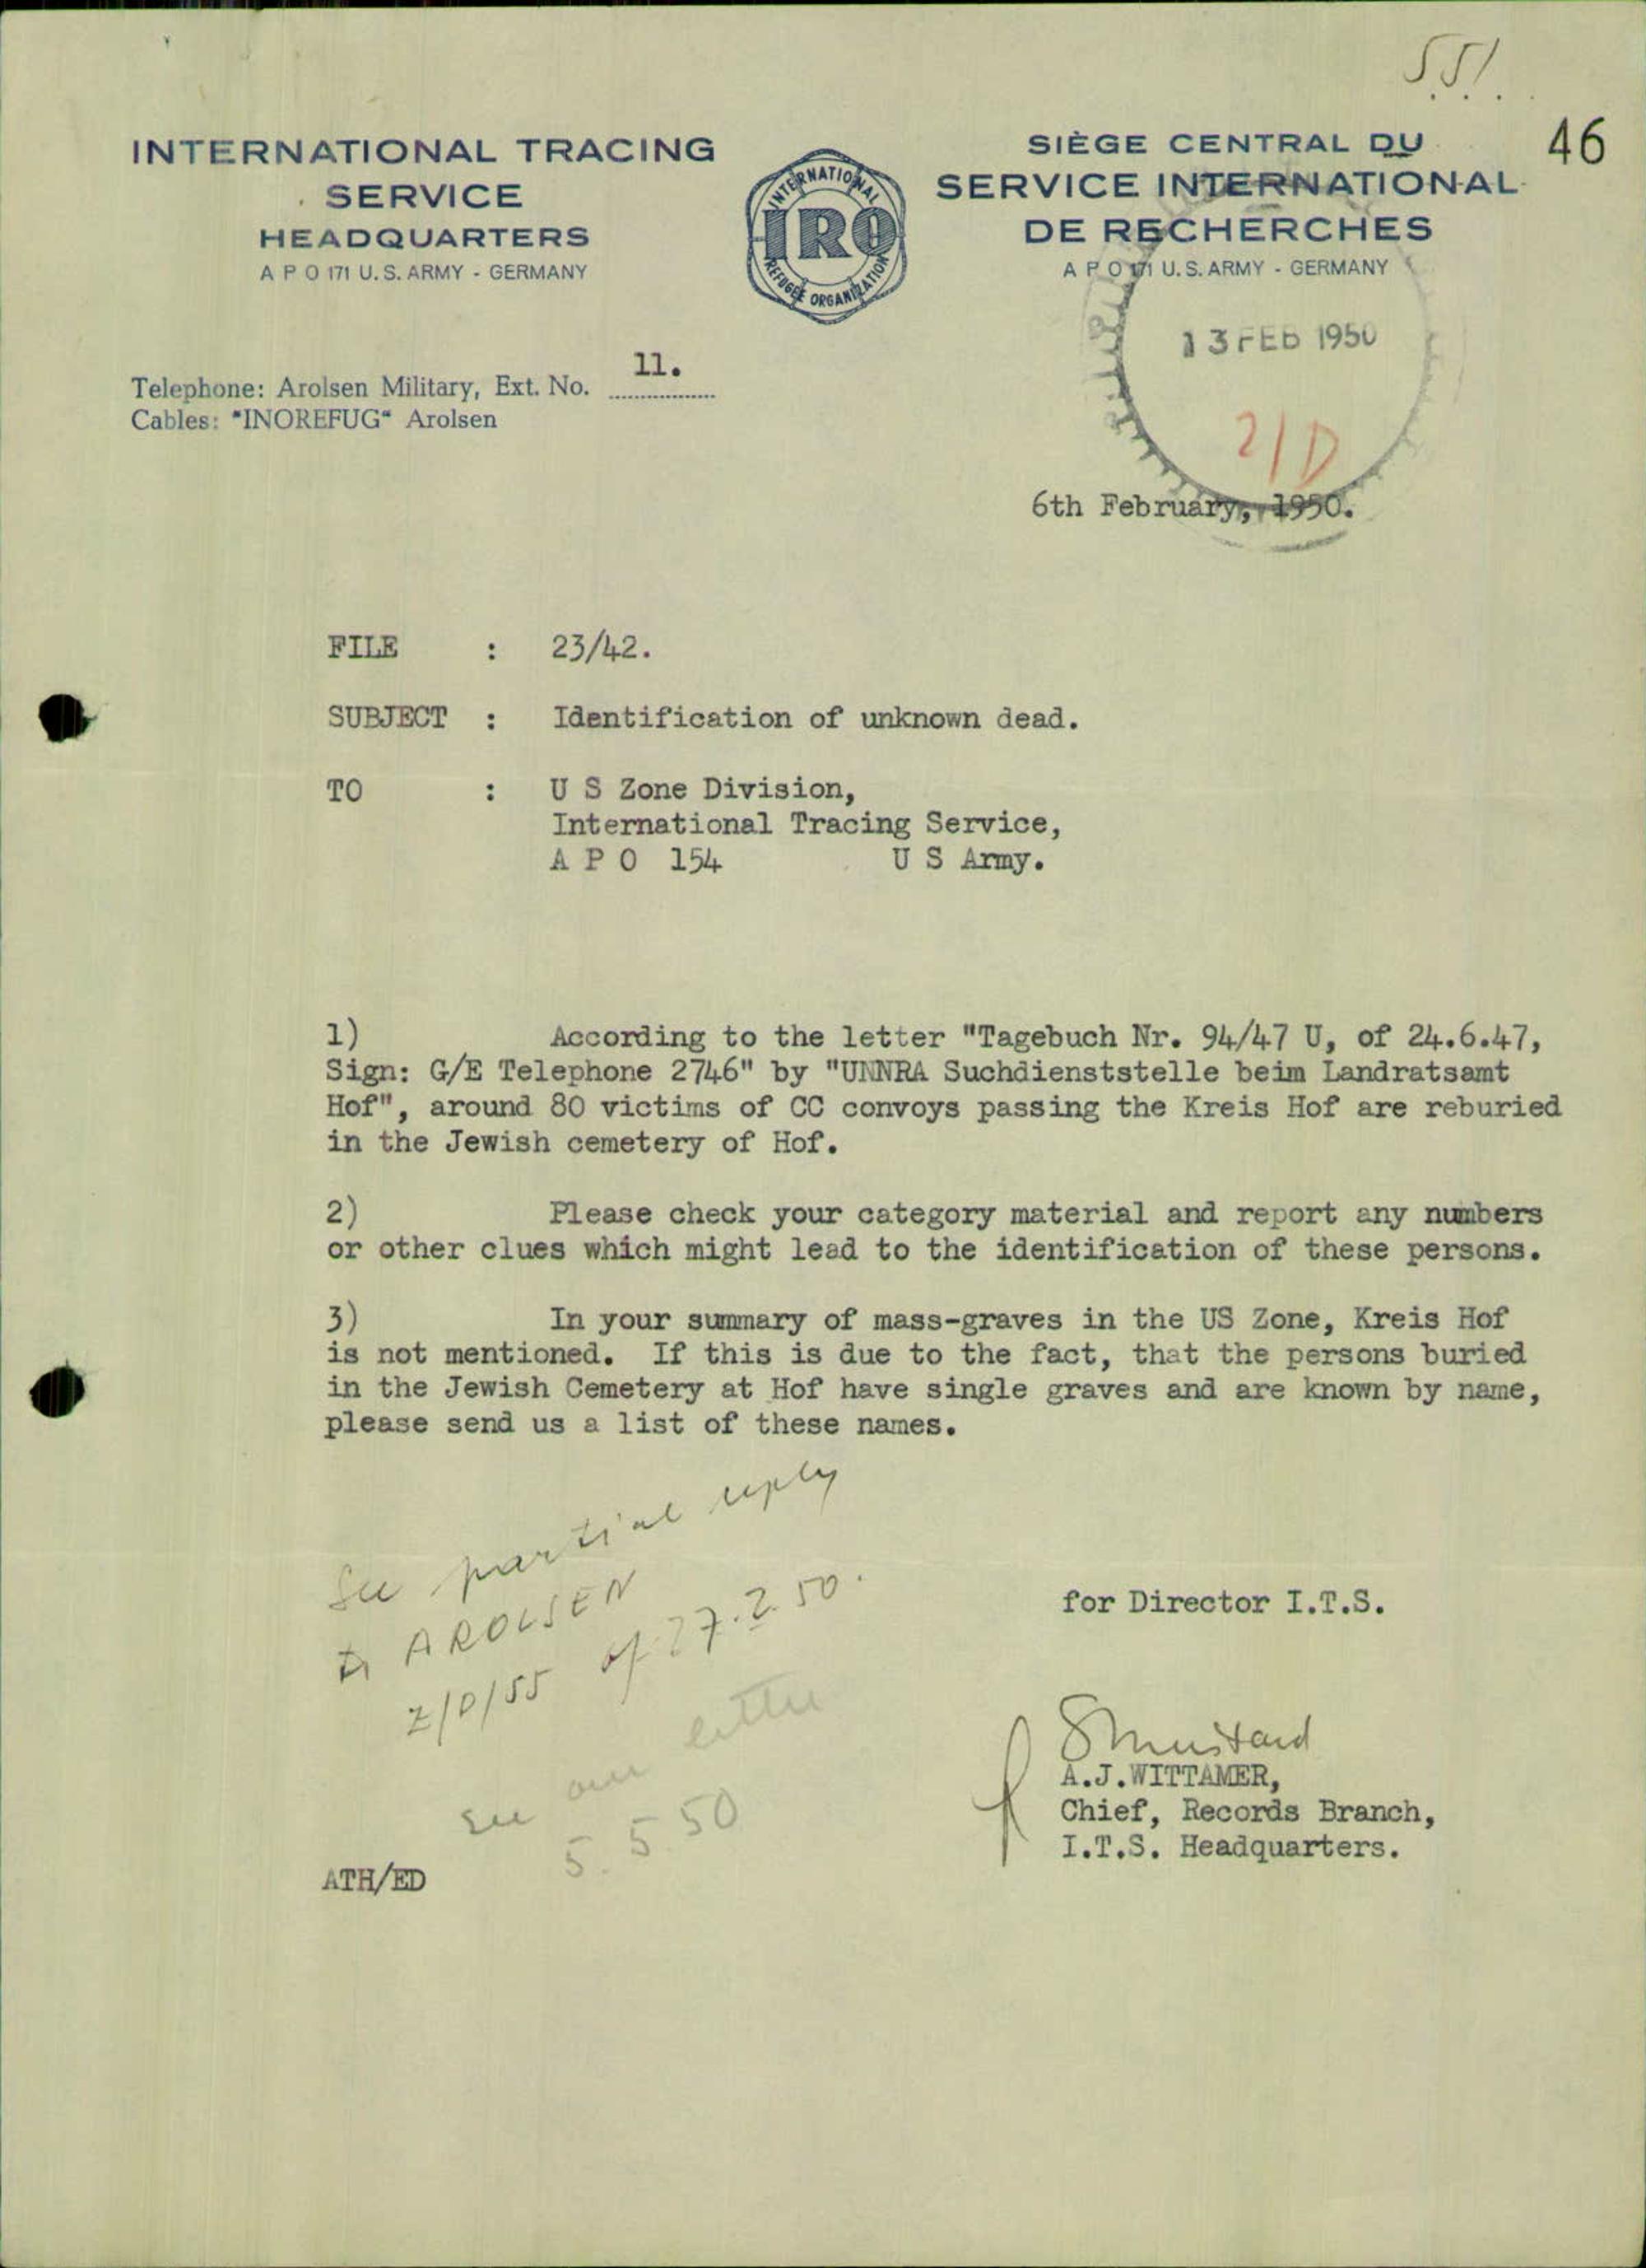 55/.
46
INTERNATIONAL TRACING
SERVICE
HEADQUARTERS
A P O 171 U.S. ARMY - GERMANY
INTERNATIONAL
IRO
REFUGEE ORGANIZATION
SIÈGE CENTRAL DU
SERVICE INTERNATIONAL
DE RECHERCHES
A P O 171 U.S. ARMY - GERMANY
13 FEB 1950
2/D
Telephone: Arolsen Military, Ext. No. 11.
Cables: "INOREFUG" Arolsen
6th February, 1950.
FILE : 23/42.
SUBJECT : Identification of unknown dead.
TO : U S Zone Division,
International Tracing Service,
A P O 154 U S Army.
1) According to the letter "Tagebuch Nr. 94/47 U, of 24.6.47,
Sign: G/E Telephone 2746" by "UNNRA Suchdienststelle beim Landratsamt
Hof", around 80 victims of CC convoys passing the Kreis Hof are reburied
in the Jewish cemetery of Hof.
2) Please check your category material and report any numbers
or other clues which might lead to the identification of these persons.
3) In your summary of mass-graves in the US Zone, Kreis Hof
is not mentioned. If this is due to the fact, that the persons buried
in the Jewish Cemetery at Hof have single graves and are known by name,
please send us a list of these names.
See partial reply
to AROLSEN
2/D/55 of 27.2.50.
see our letter
5.5.50
for Director I.T.S.
A.J.WITTAMER,
Chief, Records Branch,
I.T.S. Headquarters.
ATH/ED